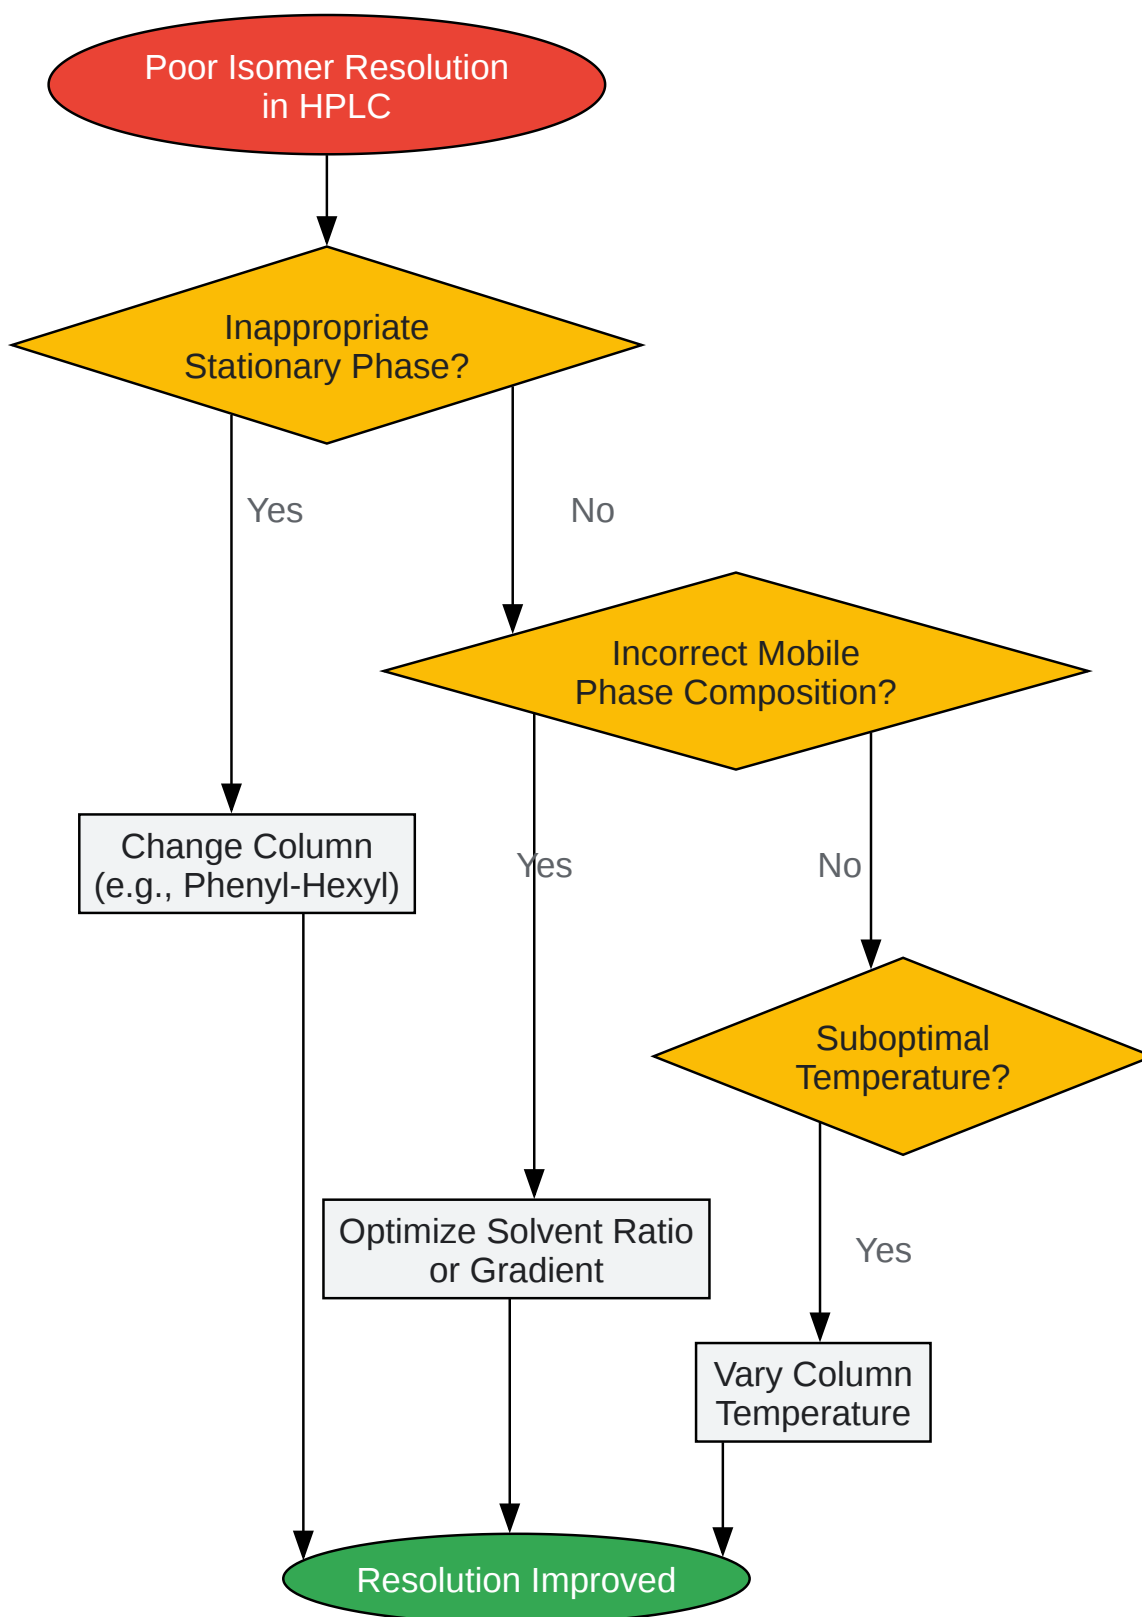 Poor Isomer Resolution
in HPLC
Inappropriate
Stationary Phase?
Yes
No
Incorrect Mobile
Phase Composition?
Change Column
(e.g., Phenyl-Hexyl)
Yes
No
Suboptimal
Temperature?
Optimize Solvent Ratio
or Gradient
Yes
Vary Column
Temperature
Resolution Improved